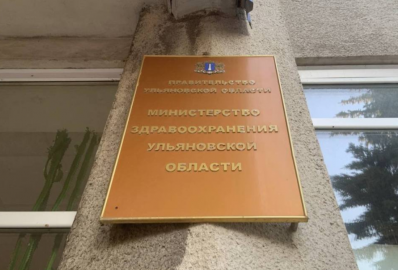 ПРАВИТЕЛЬСТВО
УЛЬЯНОВСКОЙ ОБЛАСТИ
МИНИСТЕРСТВО
ЗДРАВООХРАНЕНИЯ
УЛЬЯНОВСКОЙ
ОБЛАСТИ